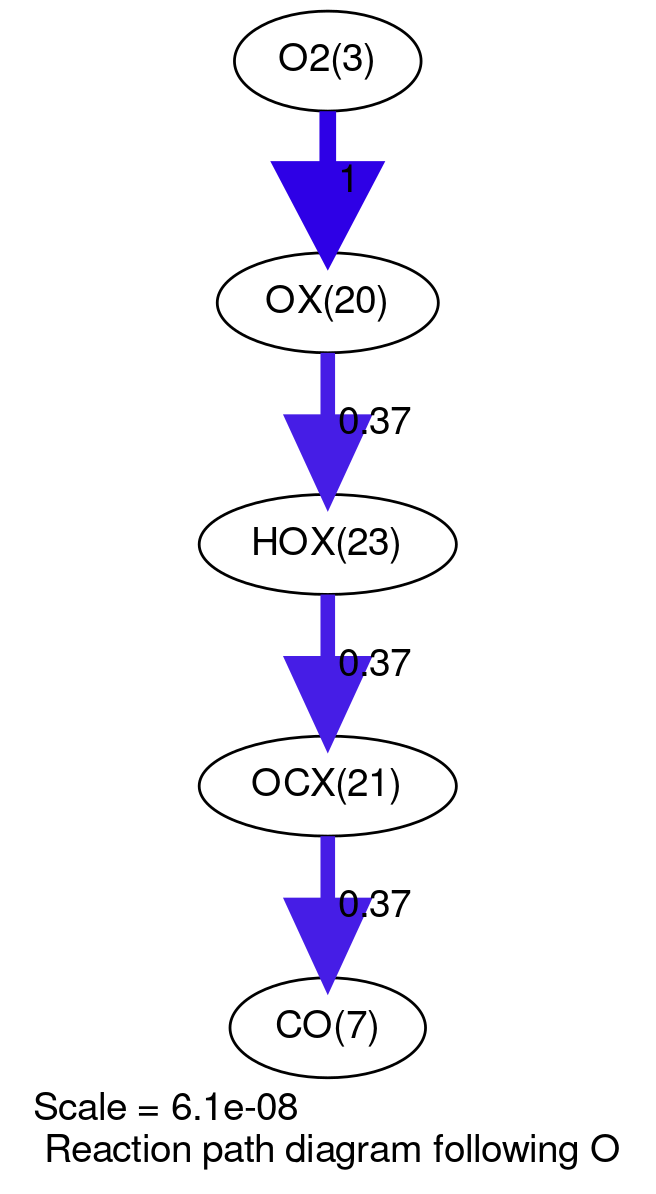 O2(3)
1
OX(20)
0.37
HOX(23)
0.37
OCX(21)
0.37
CO(7)
Scale = 6.1e-08
Reaction path diagram following O